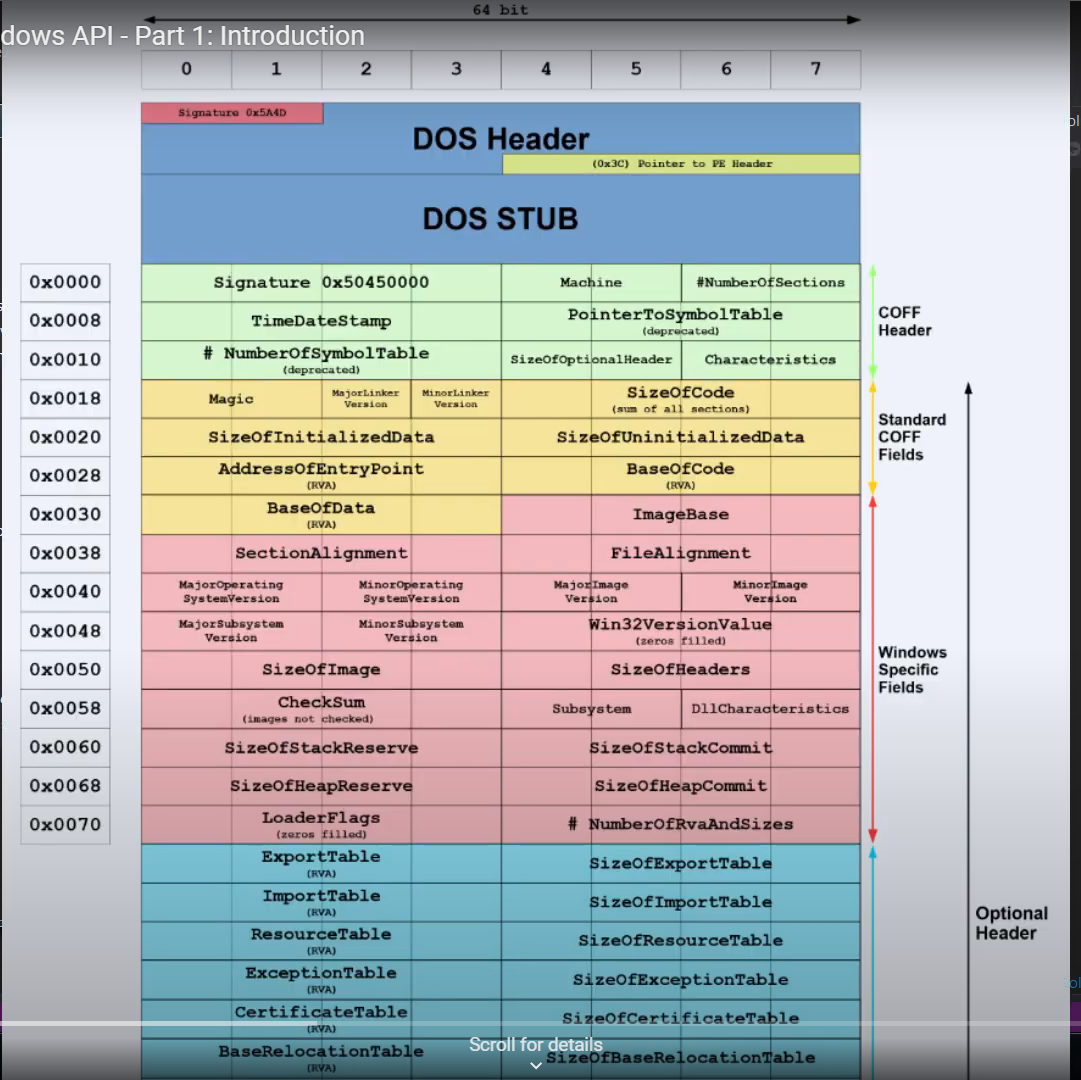 64 bit
dows API - Part 1: Introduction
0 1 2 3 4 5 6 7
Signature 0x5A4D
DOS Header
(0x3C) Pointer to PE Header
DOS STUB
0x0000 Signature 0x50450000 Machine #NumberOfSections
0x0008 TimeDateStamp PointerToSymbolTable
(deprecated)
COFF
Header
0x0010 # NumberOfSymbolTable SizeOfOptionalHeader Characteristics
(deprecated)
0x0018 Magic MajorLinker
Version MinorLinker
Version SizeOfCode
(sum of all sections)
0x0020 SizeOfInitializedData SizeOfUninitializedData
Standard
COFF
Fields
0x0028 AddressOfEntryPoint
(RVA) BaseOfCode
(RVA)
0x0030 BaseOfData
(RVA) ImageBase
0x0038 SectionAlignment FileAlignment
0x0040 MajorOperating
SystemVersion MinorOperating
SystemVersion MajorImage
Version MinorImage
Version
0x0048 MajorSubsystem
Version MinorSubsystem
Version Win32VersionValue
(zeros filled)
0x0050 SizeOfImage SizeOfHeaders
Windows
Specific
Fields
0x0058 CheckSum
(images not checked) Subsystem DllCharacteristics
0x0060 SizeOfStackReserve SizeOfStackCommit
0x0068 SizeOfHeapReserve SizeOfHeapCommit
0x0070 LoaderFlags
(zeros filled) # NumberOfRvaAndSizes
ExportTable
(RVA) SizeOfExportTable
ImportTable
(RVA) SizeOfImportTable
Optional
Header
ResourceTable
(RVA) SizeOfResourceTable
ExceptionTable
(RVA) SizeOfExceptionTable
CertificateTable
(RVA) SizeOfCertificateTable
Scroll for details
BaseRelocationTable
(RVA) SizeOfBaseRelocationTable